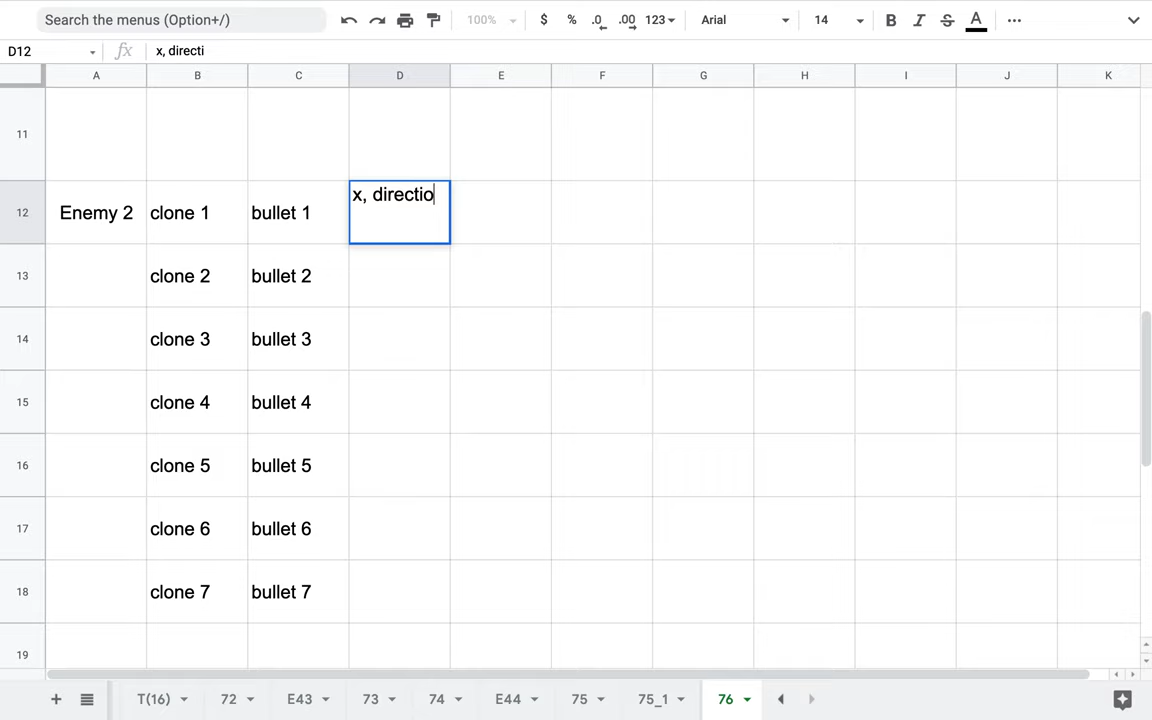 Search the menus (Option+/) 100% $ % .0 .00 123 Arial 14 B I S A ...
D12 fx x, directi
A B C D E F G H I J K
11
12 Enemy 2 clone 1 bullet 1 x, directio
13 clone 2 bullet 2
14 clone 3 bullet 3
15 clone 4 bullet 4
16 clone 5 bullet 5
17 clone 6 bullet 6
18 clone 7 bullet 7
19
+ T(16) 72 E43 73 74 E44 75 75_1 76